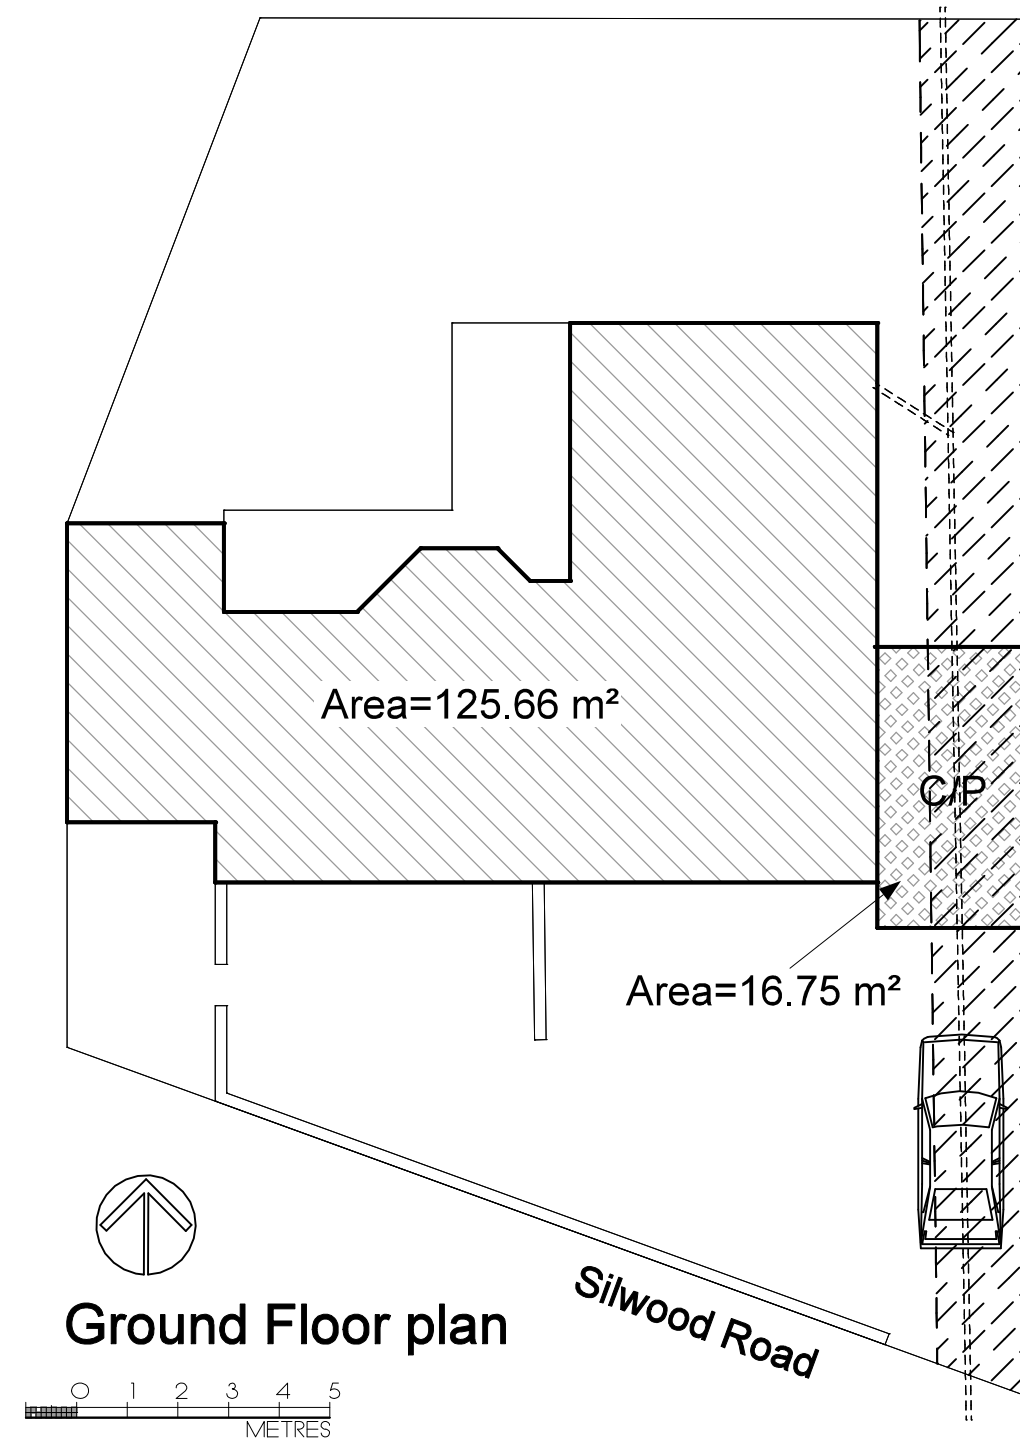 Area=125.66 m²
C/P
Area=16.75 m²
Silwood Road
Ground Floor plan
0 1 2 3 4 5
METRES